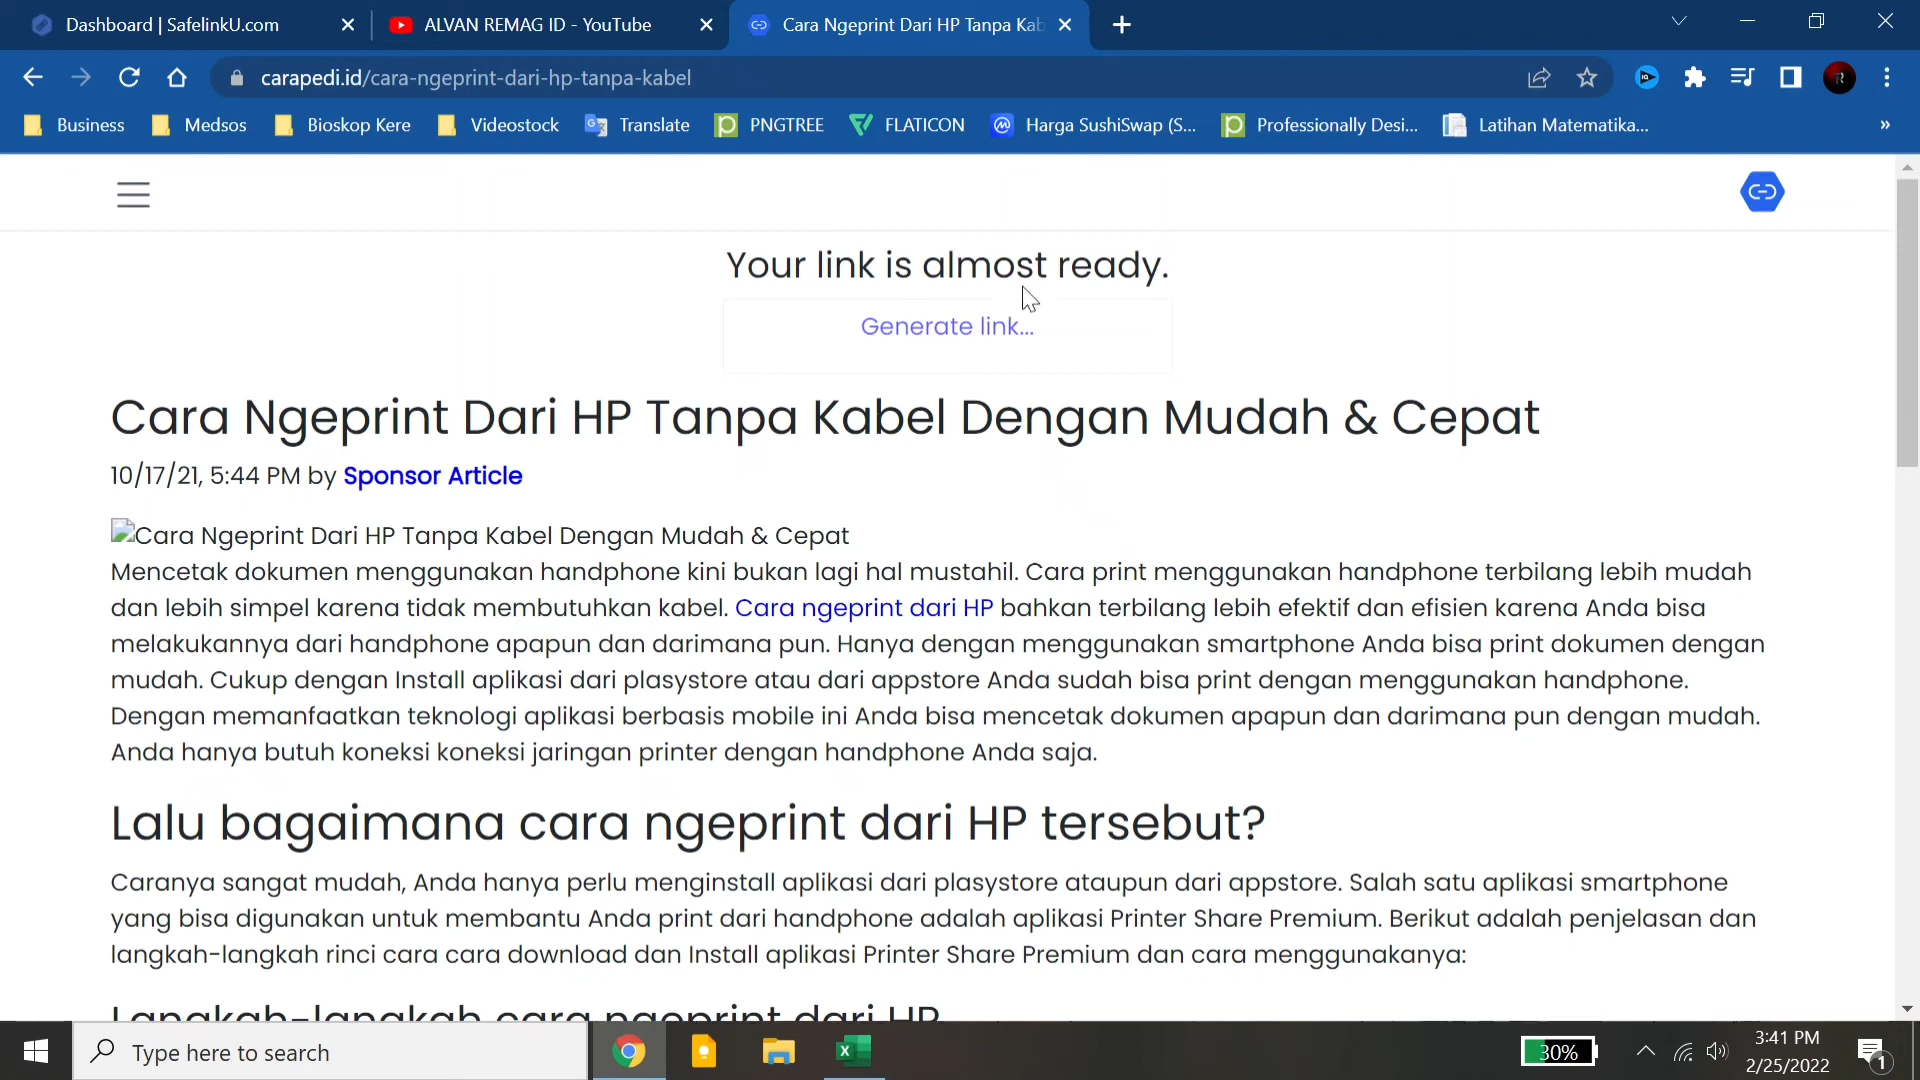 Dashboard | SafelinkU.com
ALVAN REMAG ID - YouTube
Cara Ngeprint Dari HP Tanpa Kab
carapedi.id/cara-ngeprint-dari-hp-tanpa-kabel
Business
Medsos
Bioskop Kere
Videostock
Translate
PNGTREE
FLATICON
Harga SushiSwap (S...
Professionally Desi...
Latihan Matematika...
»
Your link is almost ready.
Generate link...
Cara Ngeprint Dari HP Tanpa Kabel Dengan Mudah & Cepat
10/17/21, 5:44 PM by Sponsor Article
Cara Ngeprint Dari HP Tanpa Kabel Dengan Mudah & Cepat
Mencetak dokumen menggunakan handphone kini bukan lagi hal mustahil. Cara print menggunakan handphone terbilang lebih mudah
dan lebih simpel karena tidak membutuhkan kabel. Cara ngeprint dari HP bahkan terbilang lebih efektif dan efisien karena Anda bisa
melakukannya dari handphone apapun dan darimana pun. Hanya dengan menggunakan smartphone Anda bisa print dokumen dengan
mudah. Cukup dengan Install aplikasi dari plasystore atau dari appstore Anda sudah bisa print dengan menggunakan handphone.
Dengan memanfaatkan teknologi aplikasi berbasis mobile ini Anda bisa mencetak dokumen apapun dan darimana pun dengan mudah.
Anda hanya butuh koneksi koneksi jaringan printer dengan handphone Anda saja.
Lalu bagaimana cara ngeprint dari HP tersebut?
Caranya sangat mudah, Anda hanya perlu menginstall aplikasi dari plasystore ataupun dari appstore. Salah satu aplikasi smartphone
yang bisa digunakan untuk membantu Anda print dari handphone adalah aplikasi Printer Share Premium. Berikut adalah penjelasan dan
langkah-langkah rinci cara cara download dan Install aplikasi Printer Share Premium dan cara menggunakanya:
Langkah-langkah cara ngeprint dari HP
Type here to search
30%
3:41 PM
2/25/2022
1